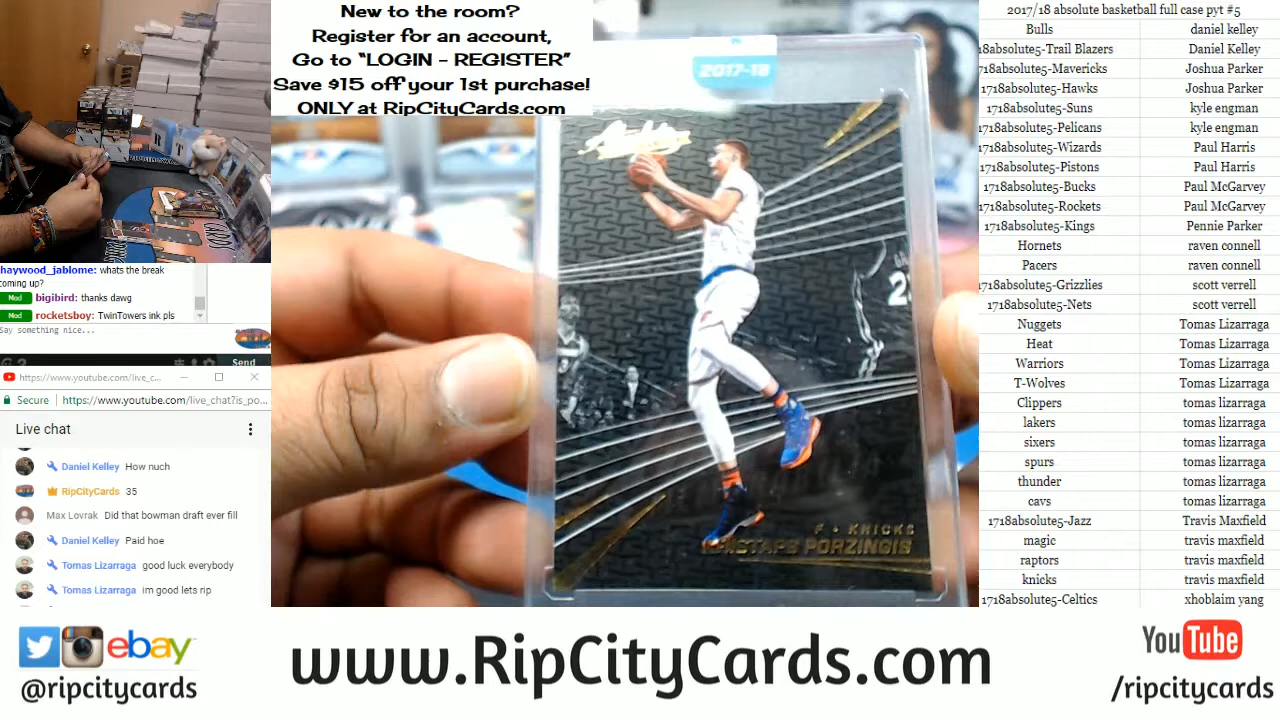 New to the room?
Register for an account,
Go to “LOGIN - REGISTER”
Save $15 off your 1st purchase!
ONLY at RipCityCards.com
2017-18
F • KNICKS
PORZINGIS
haywood_jablome: whats the break
coming up?
Mod bigibird: thanks dawg
Mod rocketsboy: TwinTowers ink pls
Say something nice...
Send
https://www.youtube.com/live_c...
Secure https://www.youtube.com/live_chat?is_po...
Live chat
Daniel Kelley How nuch
RipCityCards 35
Max Lovrak Did that bowman draft ever fill
Daniel Kelley Paid hoe
Tomas Lizarraga good luck everybody
Tomas Lizarraga im good lets rip
2017/18 absolute basketball full case pyt #5
Bulls daniel kelley
18absolute5-Trail Blazers Daniel Kelley
1718absolute5-Mavericks Joshua Parker
1718absolute5-Hawks Joshua Parker
1718absolute5-Suns kyle engman
1718absolute5-Pelicans kyle engman
1718absolute5-Wizards Paul Harris
1718absolute5-Pistons Paul Harris
1718absolute5-Bucks Paul McGarvey
1718absolute5-Rockets Paul McGarvey
1718absolute5-Kings Pennie Parker
Hornets raven connell
Pacers raven connell
1718absolute5-Grizzlies scott verrell
1718absolute5-Nets scott verrell
Nuggets Tomas Lizarraga
Heat Tomas Lizarraga
Warriors Tomas Lizarraga
T-Wolves Tomas Lizarraga
Clippers tomas lizarraga
lakers tomas lizarraga
sixers tomas lizarraga
spurs tomas lizarraga
thunder tomas lizarraga
cavs tomas lizarraga
1718absolute5-Jazz Travis Maxfield
magic travis maxfield
raptors travis maxfield
knicks travis maxfield
1718absolute5-Celtics xhoblaim yang
ebay
@ripcitycards
www.RipCityCards.com
YouTube
/ripcitycards